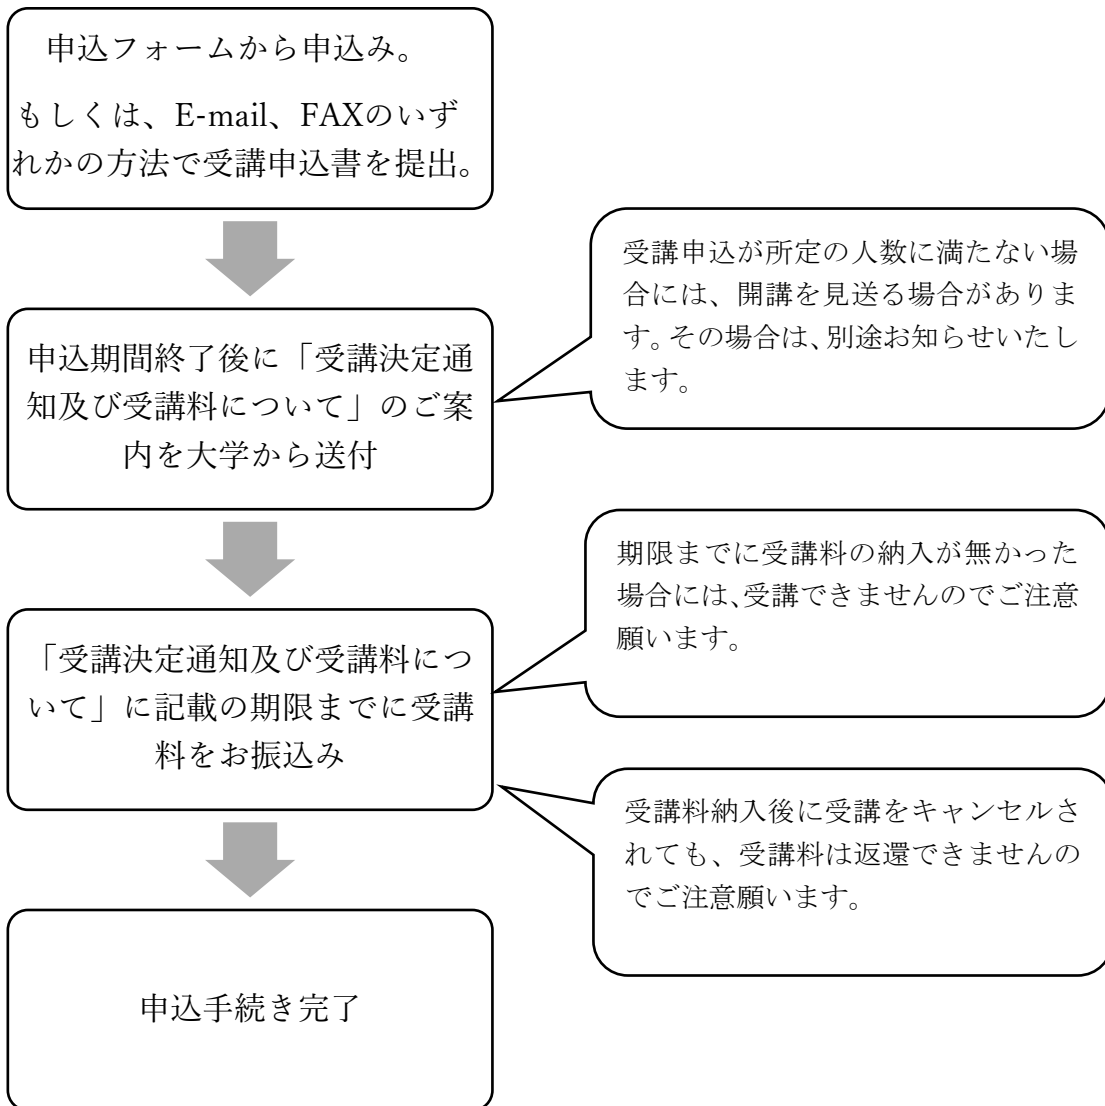 申込フォームから申込み。
もしくは、E-mail、FAXのいず
れかの方法で受講申込書を提出。
申込期間終了後に「受講決定通
知及び受講料について」のご案
内を大学から送付
受講申込が所定の人数に満たない場
合には、開講を見送る場合がありま
す。その場合は、別途お知らせいたし
ます。
「受講決定通知及び受講料につ
いて」に記載の期限までに受講
料をお振込み
期限までに受講料の納入が無かった
場合には、受講できませんのでご注意
願います。
受講料納入後に受講をキャンセルさ
れても、受講料は返還できませんの
でご注意願います。
申込手続き完了